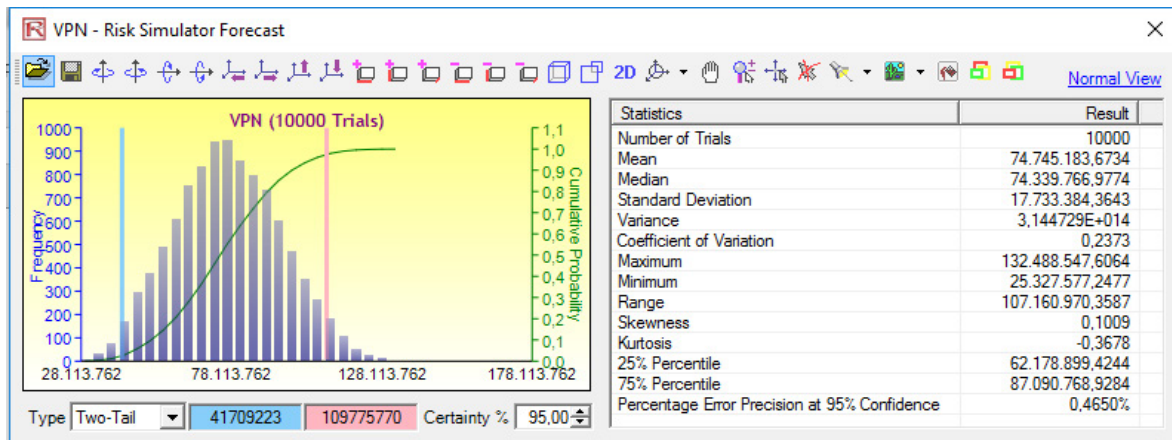 VPN - Risk Simulator Forecast
2D
Normal View
VPN (10000 Trials)
1000
900
800
700
600
500
400
300
200
100
0
Frequency
1,1
1,0
0,9
0,8
0,7
0,6
0,5
0,4
0,3
0,2
0,1
0,0
Cumulative Probability
28.113.762 78.113.762 128.113.762 178.113.762
Type Two-Tail 41709223 109775770 Certainty % 95,00
Statistics Result
Number of Trials 10000
Mean 74.745.183,6734
Median 74.339.766,9774
Standard Deviation 17.733.384,3643
Variance 3,144729E+014
Coefficient of Variation 0,2373
Maximum 132.488.547,6064
Minimum 25.327.577,2477
Range 107.160.970,3587
Skewness 0,1009
Kurtosis -0,3678
25% Percentile 62.178.899,4244
75% Percentile 87.090.768,9284
Percentage Error Precision at 95% Confidence 0,4650%